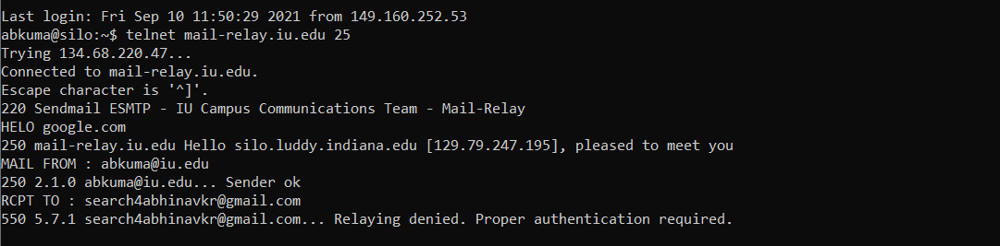 Last login: Fri Sep 10 11:50:29 2021 from 149.160.252.53
abkuma@silo:~$ telnet mail-relay.iu.edu 25
Trying 134.68.220.47...
Connected to mail-relay.iu.edu.
Escape character is '^]'.
220 Sendmail ESMTP - IU Campus Communications Team - Mail-Relay
HELO google.com
250 mail-relay.iu.edu Hello silo.luddy.indiana.edu [129.79.247.195], pleased to meet you
MAIL FROM : abkuma@iu.edu
250 2.1.0 abkuma@iu.edu... Sender ok
RCPT TO : search4abhinavkr@gmail.com
550 5.7.1 search4abhinavkr@gmail.com... Relaying denied. Proper authentication required.